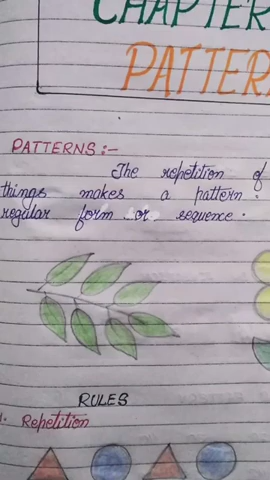 CHAPTER
PATTER
PATTERNS :-
The repetition of
things makes a pattern.
regular form or sequence.
RULES
1. Repetition